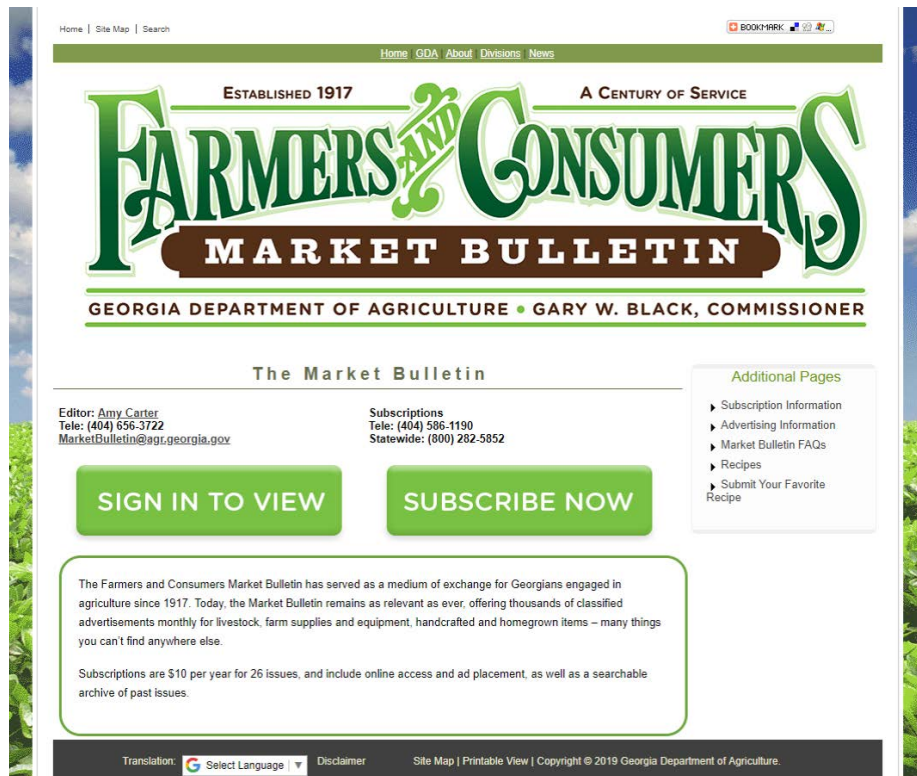 Home | Site Map | Search
BOOKMARK
Home | GDA | About | Divisions | News
ESTABLISHED 1917
A CENTURY OF SERVICE
FARMERS AND CONSUMERS
MARKET BULLETIN
GEORGIA DEPARTMENT OF AGRICULTURE • GARY W. BLACK, COMMISSIONER
The Market Bulletin
Editor: Amy Carter
Tele: (404) 656-3722
MarketBulletin@agr.georgia.gov
Subscriptions
Tele: (404) 586-1190
Statewide: (800) 282-5852
SIGN IN TO VIEW
SUBSCRIBE NOW
Additional Pages
Subscription Information
Advertising Information
Market Bulletin FAQs
Recipes
Submit Your Favorite
Recipe
The Farmers and Consumers Market Bulletin has served as a medium of exchange for Georgians engaged in
agriculture since 1917. Today, the Market Bulletin remains as relevant as ever, offering thousands of classified
advertisements monthly for livestock, farm supplies and equipment, handcrafted and homegrown items – many things
you can't find anywhere else.
Subscriptions are $10 per year for 26 issues, and include online access and ad placement, as well as a searchable
archive of past issues.
Translation: G Select Language | ▼ Disclaimer Site Map | Printable View | Copyright © 2019 Georgia Department of Agriculture.